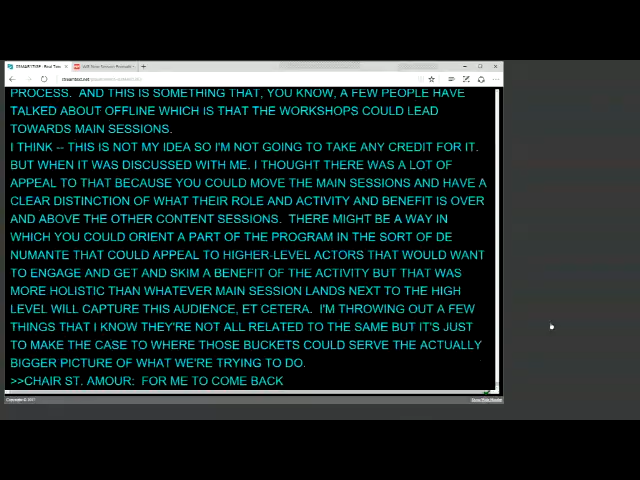 PROCESS.  AND THIS IS SOMETHING THAT, YOU KNOW, A FEW PEOPLE HAVE
TALKED ABOUT OFFLINE WHICH IS THAT THE WORKSHOPS COULD LEAD
TOWARDS MAIN SESSIONS.
I THINK -- THIS IS NOT MY IDEA SO I'M NOT GOING TO TAKE ANY CREDIT FOR IT.
BUT WHEN IT WAS DISCUSSED WITH ME. I THOUGHT THERE WAS A LOT OF
APPEAL TO THAT BECAUSE YOU COULD MOVE THE MAIN SESSIONS AND HAVE A
CLEAR DISTINCTION OF WHAT THEIR ROLE AND ACTIVITY AND BENEFIT IS OVER
AND ABOVE THE OTHER CONTENT SESSIONS.  THERE MIGHT BE A WAY IN
WHICH YOU COULD ORIENT A PART OF THE PROGRAM IN THE SORT OF DE
NUMANTE THAT COULD APPEAL TO HIGHER-LEVEL ACTORS THAT WOULD WANT
TO ENGAGE AND GET AND SKIM A BENEFIT OF THE ACTIVITY BUT THAT WAS
MORE HOLISTIC THAN WHATEVER MAIN SESSION LANDS NEXT TO THE HIGH
LEVEL WILL CAPTURE THIS AUDIENCE, ET CETERA.  I'M THROWING OUT A FEW
THINGS THAT I KNOW THEY'RE NOT ALL RELATED TO THE SAME BUT IT'S JUST
TO MAKE THE CASE TO WHERE THOSE BUCKETS COULD SERVE THE ACTUALLY
BIGGER PICTURE OF WHAT WE'RE TRYING TO DO.
>>CHAIR ST. AMOUR:  FOR ME TO COME BACK